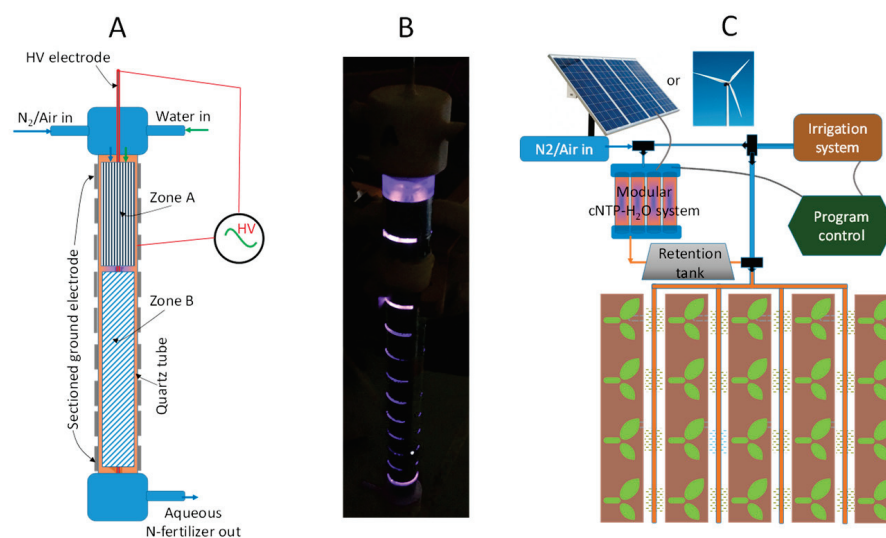 A
HV electrode
N₂/Air in
Water in
Zone A
HV
Zone B
Sectioned ground electrode
Quartz tube
Aqueous
N-fertilizer out
B
C
or
N2/Air in
Irrigation
system
Modular
cNTP-H₂O system
Program
control
Retention
tank